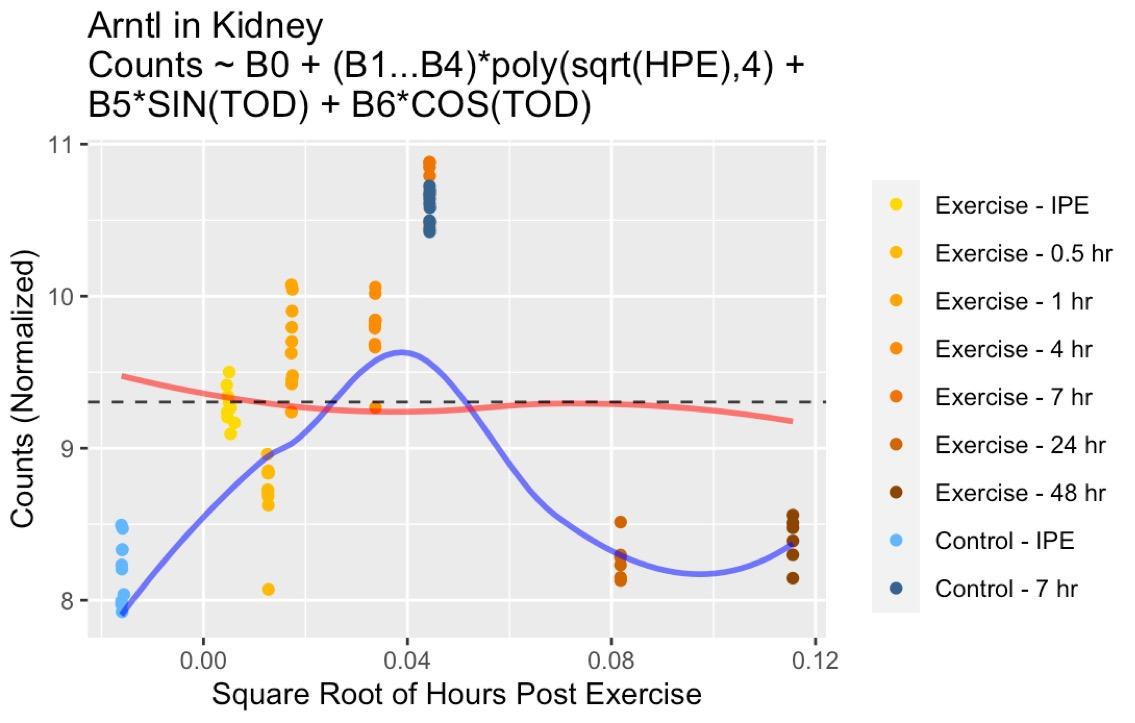 Arntl in Kidney
Counts ~ B0 + (B1...B4)*poly(sqrt(HPE),4) +
B5*SIN(TOD) + B6*COS(TOD)
11
10
9
8
Counts (Normalized)
0.00
0.04
0.08
0.12
Square Root of Hours Post Exercise
Exercise - IPE
Exercise - 0.5 hr
Exercise - 1 hr
Exercise - 4 hr
Exercise - 7 hr
Exercise - 24 hr
Exercise - 48 hr
Control - IPE
Control - 7 hr